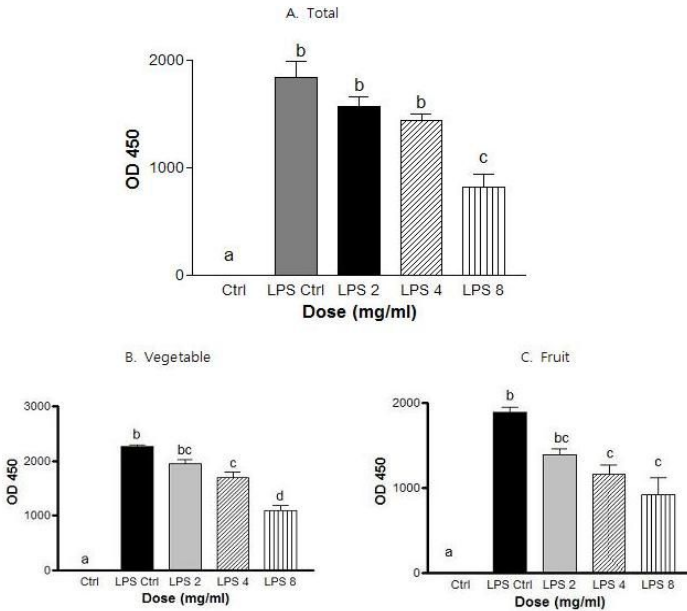 A. Total
OD 450
2000
1000
0
a
b
b
b
c
Ctrl LPS Ctrl LPS 2 LPS 4 LPS 8
Dose (mg/ml)
B. Vegetable
OD 450
3000
2000
1000
0
a
b
bc
c
d
Ctrl LPS Ctrl LPS 2 LPS 4 LPS 8
Dose (mg/ml)
C. Fruit
OD 450
2000
1000
0
a
b
bc
c
c
Ctrl LPS Ctrl LPS 2 LPS 4 LPS 8
Dose (mg/ml)